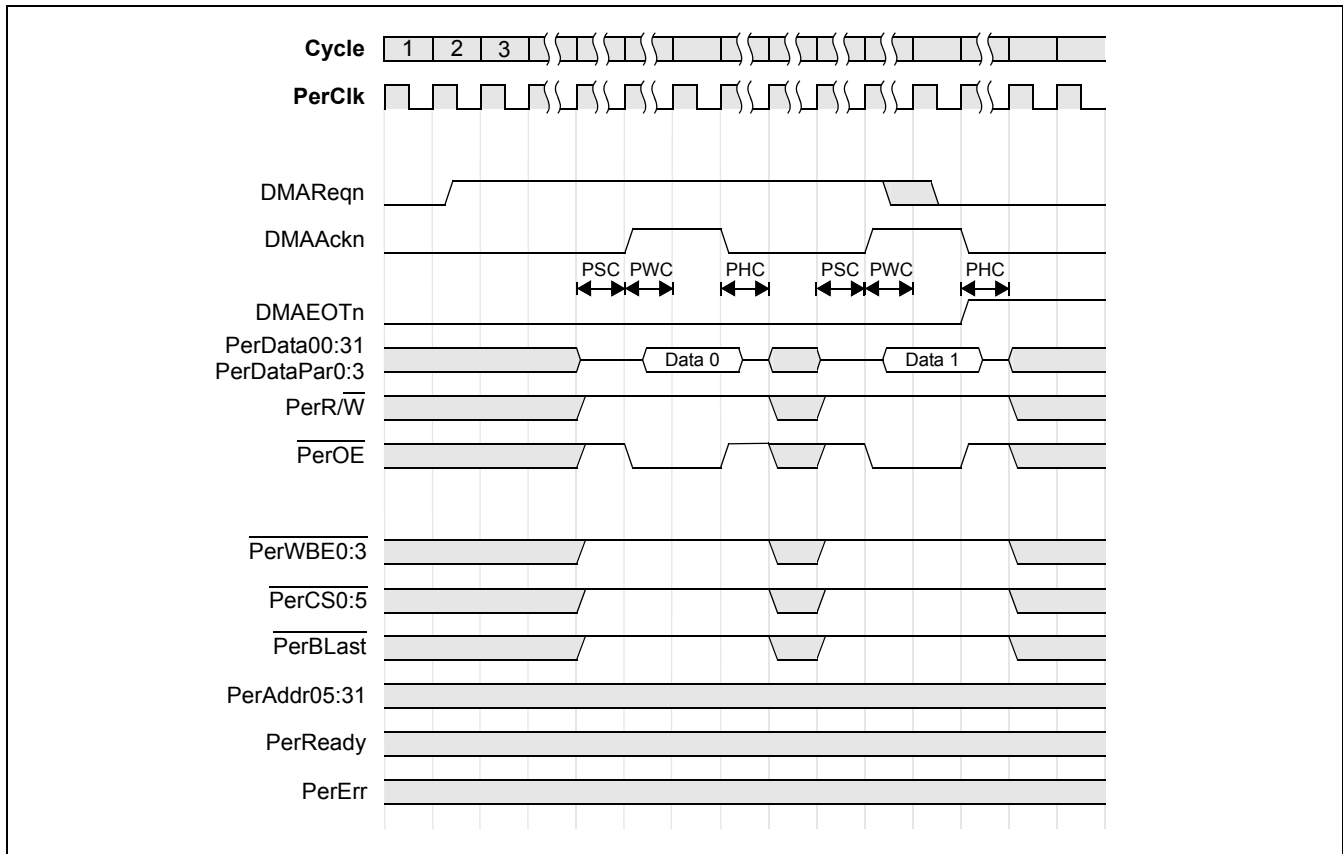 Cycle 1 2 3
PerClk
DMAReqn
DMAAckn
PSC PWC PHC PSC PWC PHC
DMAEOTn
PerData00:31
PerDataPar0:3
Data 0 Data 1
PerR/W
PerOE
PerWBE0:3
PerCS0:5
PerBLast
PerAddr05:31
PerReady
PerErr